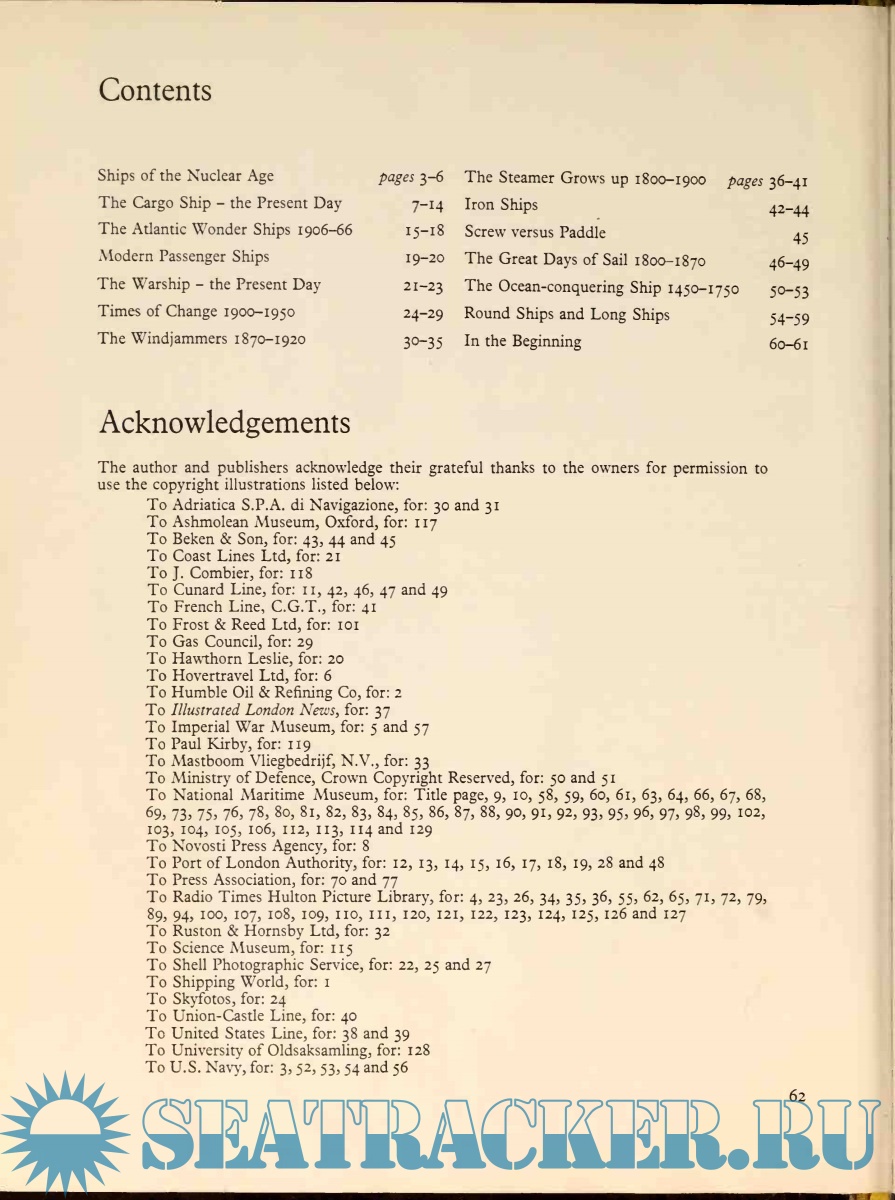 Contents
Ships of the Nuclear Age pages 3–6
The Cargo Ship – the Present Day 7–14
The Atlantic Wonder Ships 1906–66 15–18
Modern Passenger Ships 19–20
The Warship – the Present Day 21–23
Times of Change 1900–1950 24–29
The Windjammers 1870–1920 30–35
The Steamer Grows up 1800–1900 pages 36–41
Iron Ships 42–44
Screw versus Paddle 45
The Great Days of Sail 1800–1870 46–49
The Ocean-conquering Ship 1450–1750 50–53
Round Ships and Long Ships 54–59
In the Beginning 60–61
Acknowledgements
The author and publishers acknowledge their grateful thanks to the owners for permission to
use the copyright illustrations listed below:
To Adriatica S.P.A. di Navigazione, for: 30 and 31
To Ashmolean Museum, Oxford, for: 117
To Beken & Son, for: 43, 44 and 45
To Coast Lines Ltd, for: 21
To J. Combier, for: 118
To Cunard Line, for: 11, 42, 46, 47 and 49
To French Line, C.G.T., for: 41
To Frost & Reed Ltd, for: 101
To Gas Council, for: 29
To Hawthorn Leslie, for: 20
To Hovertravel Ltd, for: 6
To Humble Oil & Refining Co, for: 2
To Illustrated London News, for: 37
To Imperial War Museum, for: 5 and 57
To Paul Kirby, for: 119
To Mastboom Vliegbedrijf, N.V., for: 33
To Ministry of Defence, Crown Copyright Reserved, for: 50 and 51
To National Maritime Museum, for: Title page, 9, 10, 58, 59, 60, 61, 63, 64, 66, 67, 68,
69, 73, 75, 76, 78, 80, 81, 82, 83, 84, 85, 86, 87, 88, 90, 91, 92, 93, 95, 96, 97, 98, 99, 102,
103, 104, 105, 106, 112, 113, 114 and 129
To Novosti Press Agency, for: 8
To Port of London Authority, for: 12, 13, 14, 15, 16, 17, 18, 19, 28 and 48
To Press Association, for: 70 and 77
To Radio Times Hulton Picture Library, for: 4, 23, 26, 34, 35, 36, 55, 62, 65, 71, 72, 79,
89, 94, 100, 107, 108, 109, 110, 111, 120, 121, 122, 123, 124, 125, 126 and 127
To Ruston & Hornsby Ltd, for: 32
To Science Museum, for: 115
To Shell Photographic Service, for: 22, 25 and 27
To Shipping World, for: 1
To Skyfotos, for: 24
To Union-Castle Line, for: 40
To United States Line, for: 38 and 39
To University of Oldsaksamling, for: 128
To U.S. Navy, for: 3, 52, 53, 54 and 56
62
SEATRACKER.RU